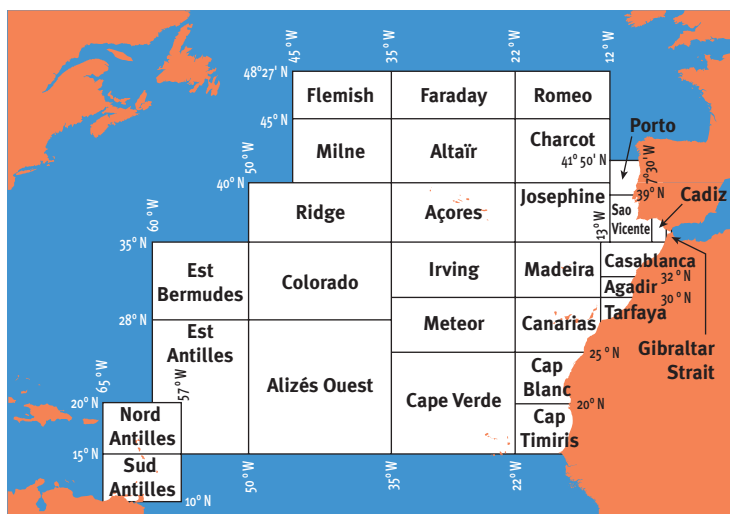 45° W
35° W
22° W
12° W
48° 27'
Flemish
Faraday
Romeo
45° N
Porto
Milne
Altaïr
Charcot
41° 50' N
7° 30' W
50° W
40° N
39° N
Cadiz
Josephine
Ridge
Açores
Sao
Vicente
13° W
60° W
35° N
Est
Bermudes
Colorado
Irving
Madeira
Casablanca
32° N
Agadir
30° N
28° N
Meteor
Canarias
Tarfaya
Est
Antilles
25° N
Gibraltar
Strait
65° W
57° W
Alizés Ouest
Cape Verde
Cap
Blanc
20° N
20° N
Nord
Antilles
Cap
Timiris
15° N
Sud
Antilles
10° N
50° W
35° W
22° W